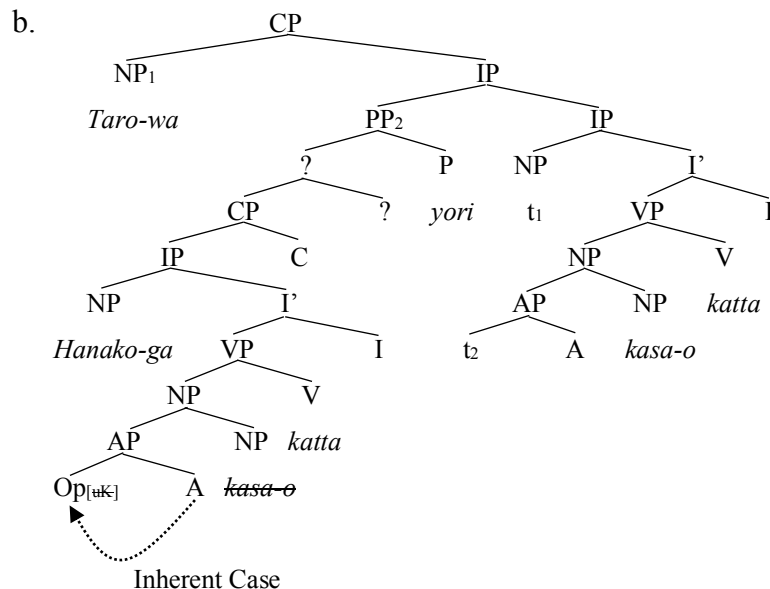 b.
CP
NP1 IP
Taro-wa PP2 IP
? P NP I’
CP ? yori t1 VP I
IP C NP V
NP I’ AP NP katta
Hanako-ga VP I t2 A kasa-o
NP V
AP NP katta
Op[uK] A kasa-o
Inherent Case